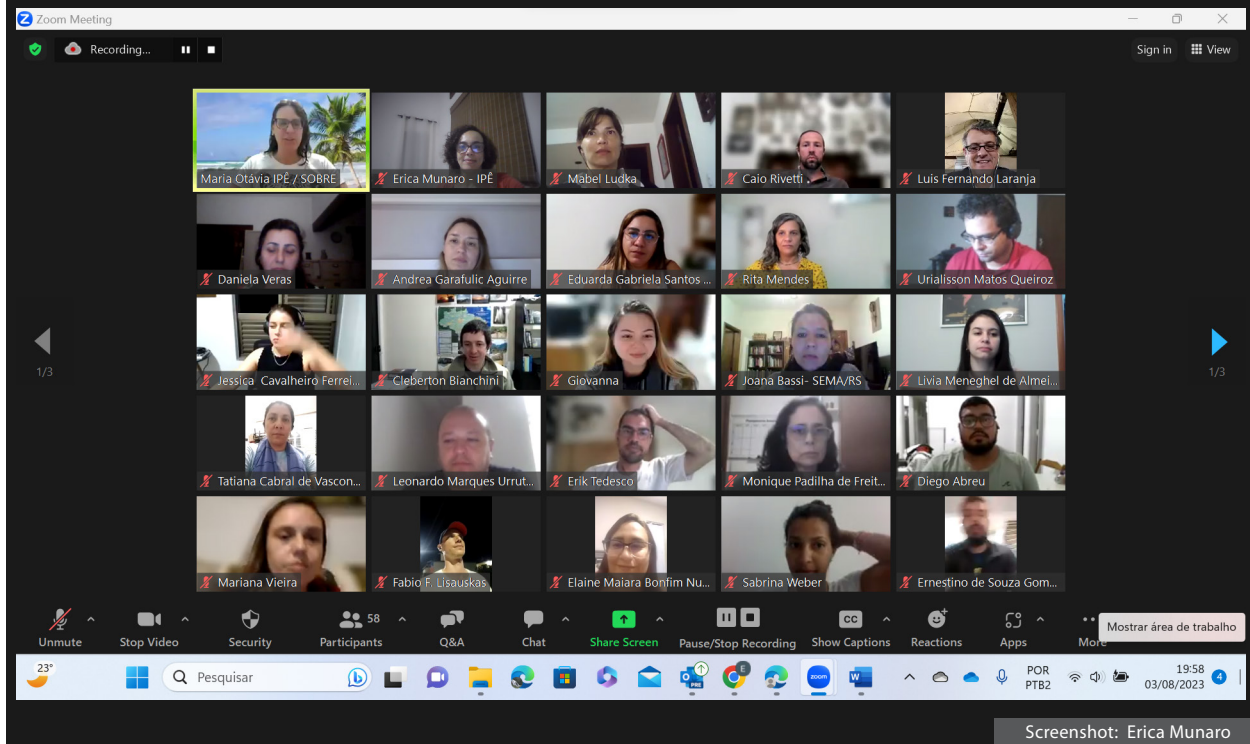 Zoom Meeting
Recording...
Sign in
View
Maria Otávia IPÊ / SOBRE
Erica Munaro - IPÊ
Mabel Ludka
Caio Rivetti
Luis Fernando Laranja
Daniela Veras
Andrea Garafulic Aguirre
Eduarda Gabriela Santos ...
Rita Mendes
Urialisson Matos Queiroz
Jessica Cavalheiro Ferrei...
Cleberton Bianchini
Giovanna
Joana Bassi- SEMA/RS
Livia Meneghel de Almei...
1/3
1/3
Tatiana Cabral de Vascon...
Leonardo Marques Urrut...
Erik Tedesco
Monique Padilha de Freit...
Diego Abreu
Mariana Vieira
Fabio F. Lisauskas
Elaine Maiara Bonfim Nu...
Sabrina Weber
Ernestino de Souza Gom...
58
CC
Unmute
Stop Video
Security
Participants
Q&A
Chat
Share Screen
Pause/Stop Recording
Show Captions
Reactions
Apps
More
Mostrar área de trabalho
23°
Pesquisar
PRE
E
zoom
W
POR
PTB2
19:58
03/08/2023
4
Screenshot: Erica Munaro